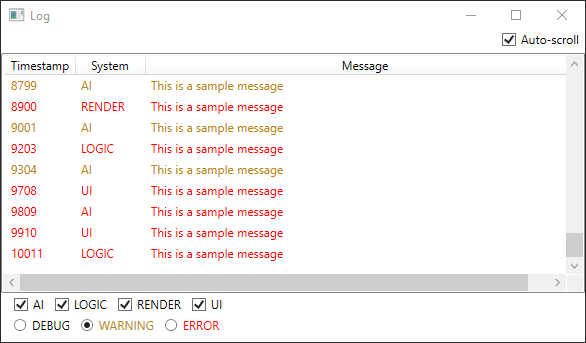 Log
Auto-scroll
Timestamp System Message
8799 AI This is a sample message
8900 RENDER This is a sample message
9001 AI This is a sample message
9203 LOGIC This is a sample message
9304 AI This is a sample message
9708 UI This is a sample message
9809 AI This is a sample message
9910 UI This is a sample message
10011 LOGIC This is a sample message
AI LOGIC RENDER UI
DEBUG WARNING ERROR